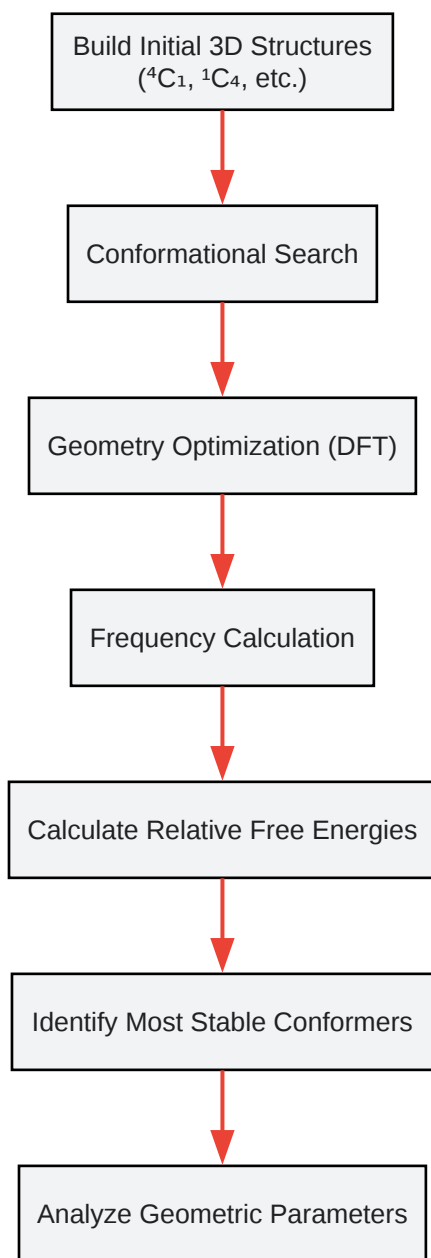 Build Initial 3D Structures
(⁴C₁, ¹C₄, etc.)
Conformational Search
Geometry Optimization (DFT)
Frequency Calculation
Calculate Relative Free Energies
Identify Most Stable Conformers
Analyze Geometric Parameters